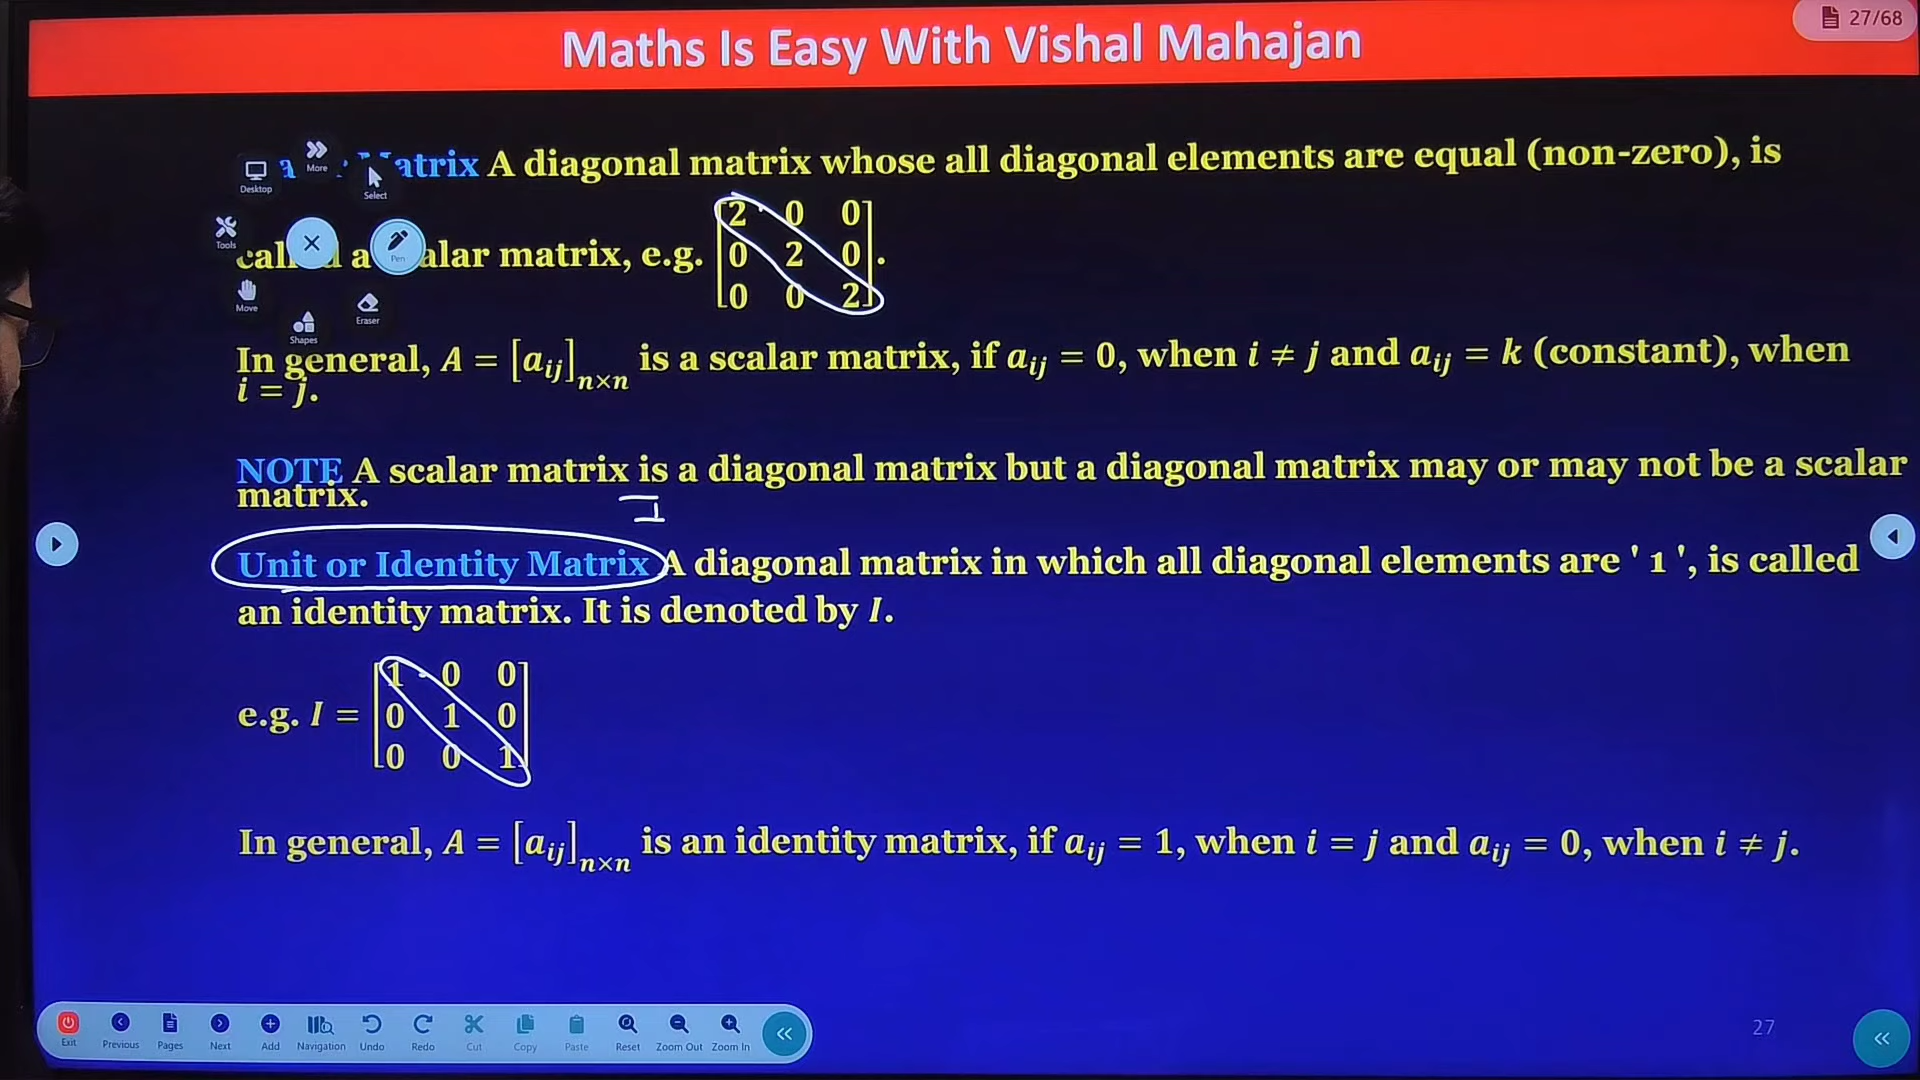 27/68
Maths Is Easy With Vishal Mahajan
Matrix A diagonal matrix whose all diagonal elements are equal (non-zero), is
a scalar matrix, e.g. [2 0 0
0 2 0
0 0 2].
In general, A = [aij]n×n is a scalar matrix, if aij = 0, when i ≠ j and aij = k (constant), when
i = j.
NOTE A scalar matrix is a diagonal matrix but a diagonal matrix may or may not be a scalar
matrix.
I
Unit or Identity Matrix A diagonal matrix in which all diagonal elements are ' 1 ', is called
an identity matrix. It is denoted by I.
e.g. I = [1 0 0
0 1 0
0 0 1]
In general, A = [aij]n×n is an identity matrix, if aij = 1, when i = j and aij = 0, when i ≠ j.
More
Desktop
Select
Tools
Pen
Move
Eraser
Shapes
27
Exit Previous Pages Next Add Navigation Undo Redo Cut Copy Paste Reset Zoom Out Zoom In